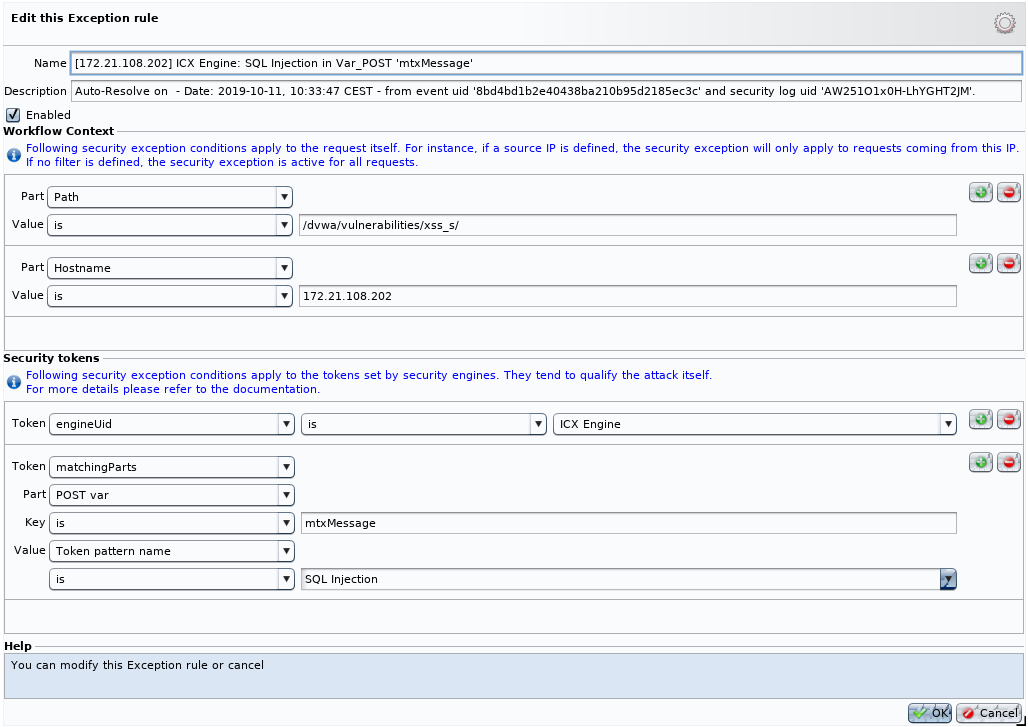 Edit this Exception rule
Name [172.21.108.202] ICX Engine: SQL Injection in Var_POST 'mtxMessage'
Description Auto-Resolve on  - Date: 2019-10-11, 10:33:47 CEST - from event uid '8bd4bd1b2e40438ba210b95d2185ec3c' and security log uid 'AW251O1x0H-LhYGHT2JM'.
Enabled
Workflow Context
Following security exception conditions apply to the request itself. For instance, if a source IP is defined, the security exception will only apply to requests coming from this IP.
If no filter is defined, the security exception is active for all requests.
Part Path
Value is /dvwa/vulnerabilities/xss_s/
Part Hostname
Value is 172.21.108.202
Security tokens
Following security exception conditions apply to the tokens set by security engines. They tend to qualify the attack itself.
For more details please refer to the documentation.
Token engineUid is ICX Engine
Token matchingParts
Part POST var
Key is mtxMessage
Value Token pattern name
is SQL Injection
Help
You can modify this Exception rule or cancel
OK Cancel